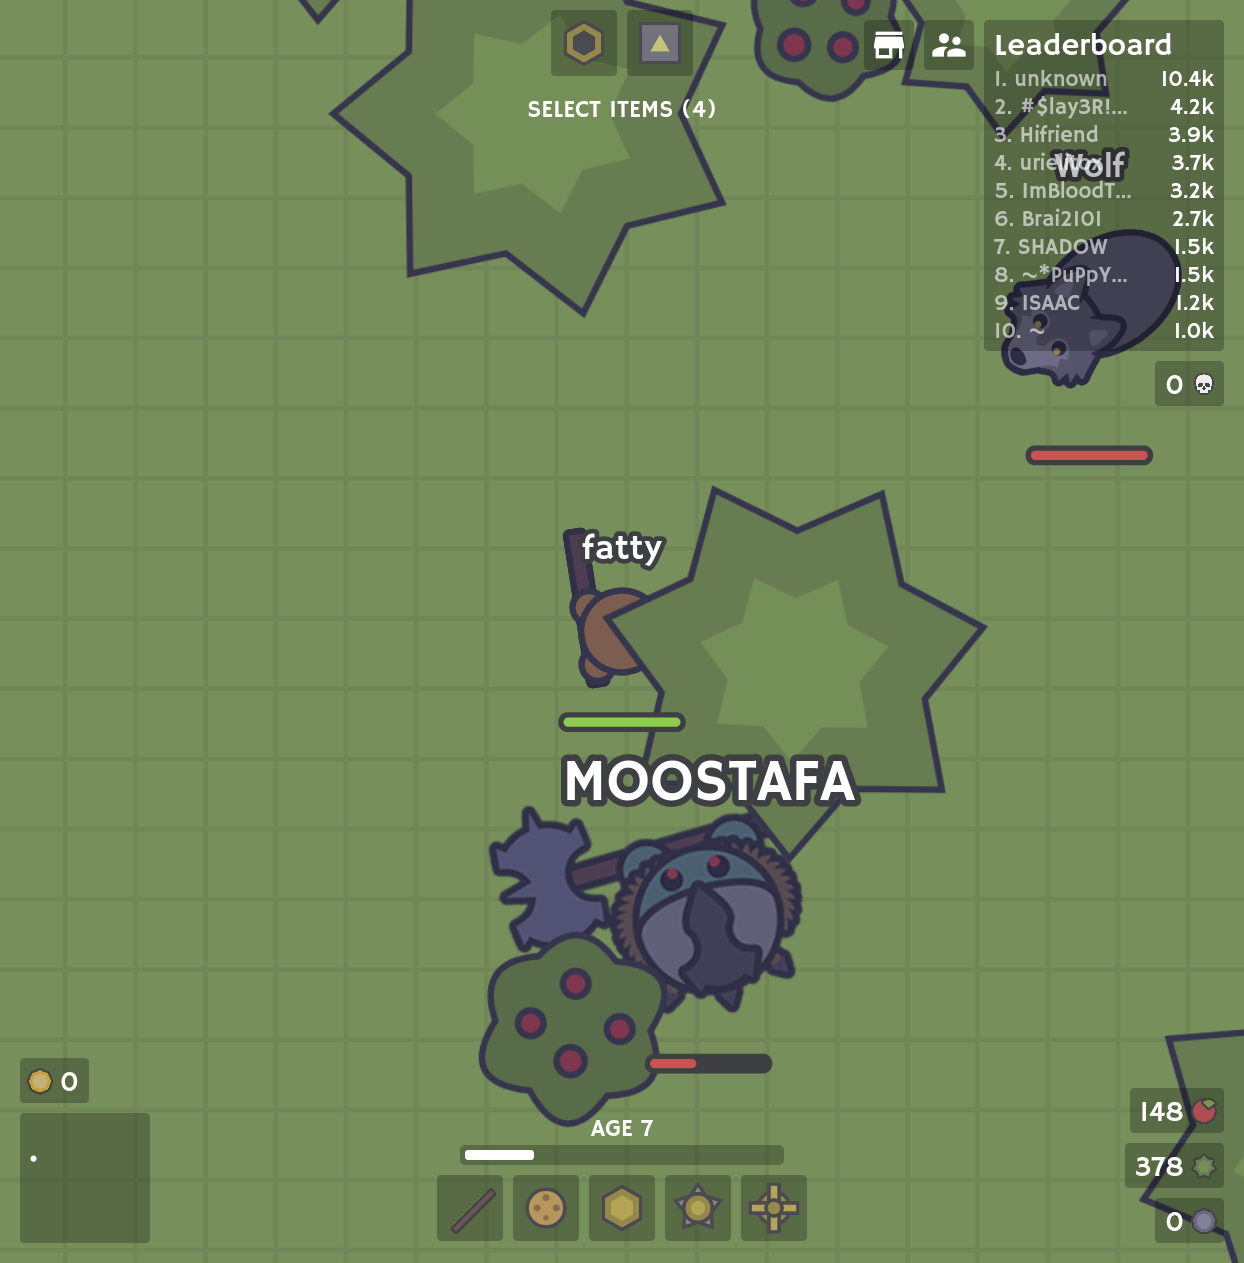 SELECT ITEMS (4)
Leaderboard
1. unknown 10.4k
2. #$lay3R!... 4.2k
3. Hifriend 3.9k
4. 3.7k
5. ImBloodT... 3.2k
6. Brai2101 2.7k
7. SHADOW 1.5k
8. ~*PuPpY... 1.5k
9. ISAAC 1.2k
10. ~ 1.0k
Wolf
0
fatty
MOOSTAFA
0
AGE 7
148
378
0